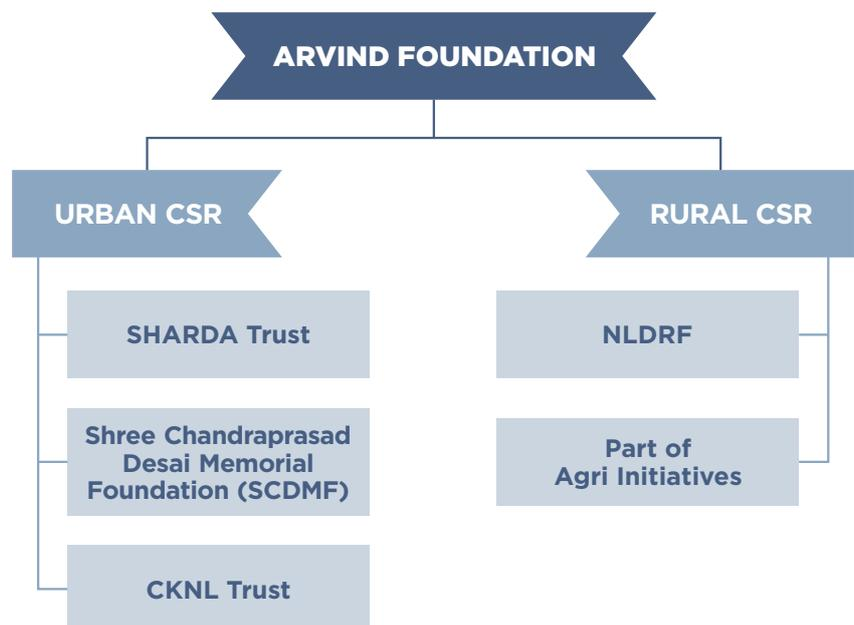 ARVIND FOUNDATION
URBAN CSR
RURAL CSR
SHARDA Trust
NLDRF
Shree Chandraprasad
Desai Memorial
Foundation (SCDMF)
Part of
Agri Initiatives
CKNL Trust